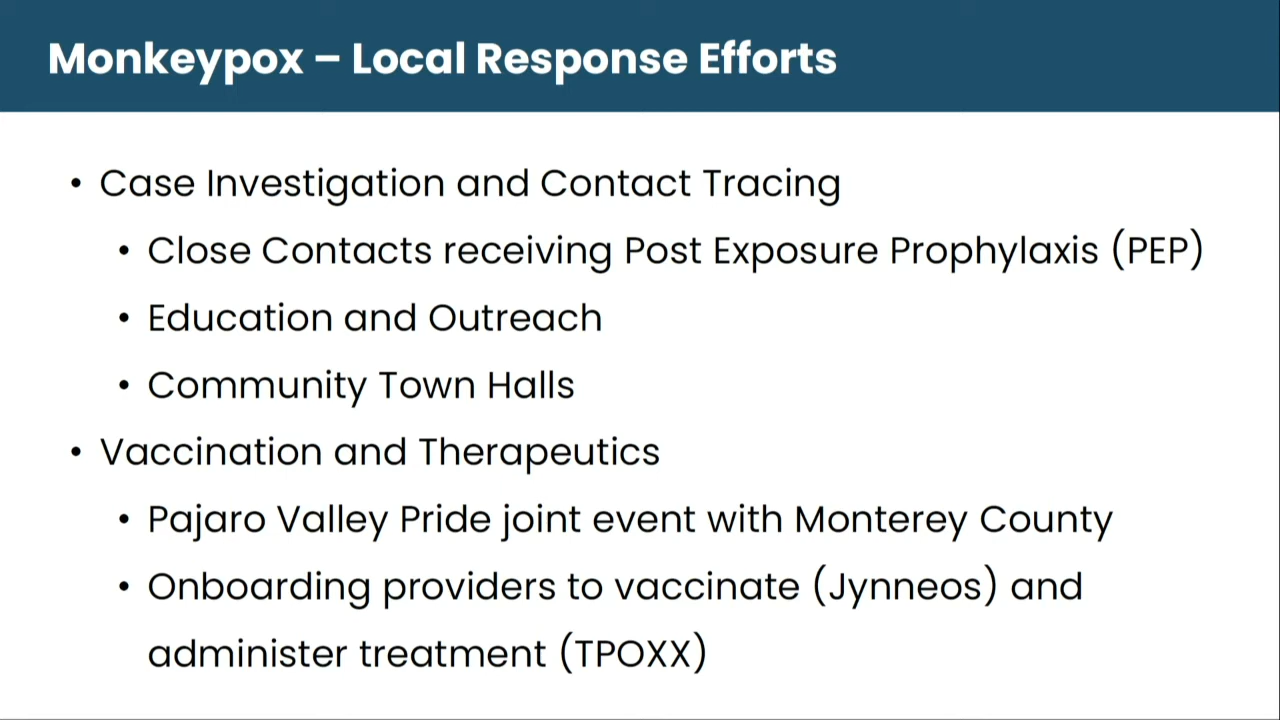 Monkeypox – Local Response Efforts
• Case Investigation and Contact Tracing
• Close Contacts receiving Post Exposure Prophylaxis (PEP)
• Education and Outreach
• Community Town Halls
• Vaccination and Therapeutics
• Pajaro Valley Pride joint event with Monterey County
• Onboarding providers to vaccinate (Jynneos) and
administer treatment (TPOXX)